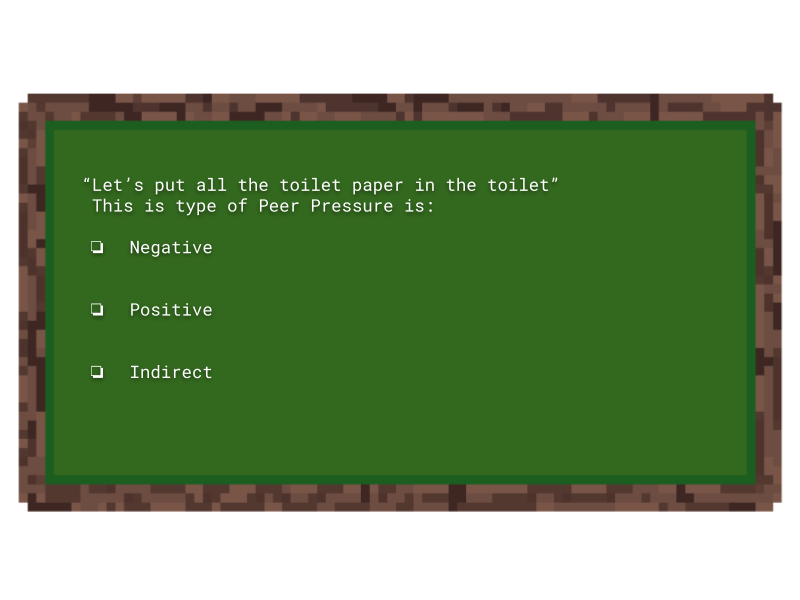 “Let’s put all the toilet paper in the toilet”
This is type of Peer Pressure is:
❏ Negative
❏ Positive
❏ Indirect